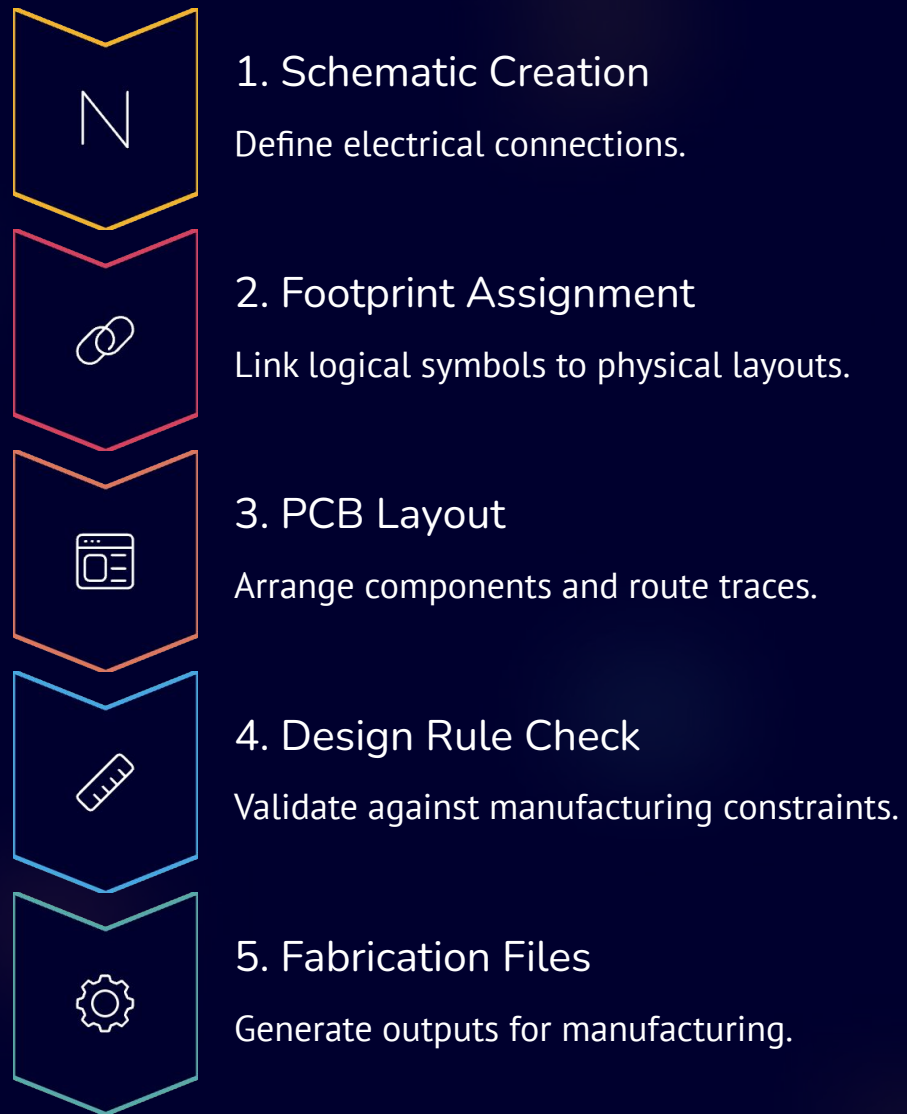 1. Schematic Creation
Define electrical connections.
2. Footprint Assignment
Link logical symbols to physical layouts.
3. PCB Layout
Arrange components and route traces.
4. Design Rule Check
Validate against manufacturing constraints.
5. Fabrication Files
Generate outputs for manufacturing.